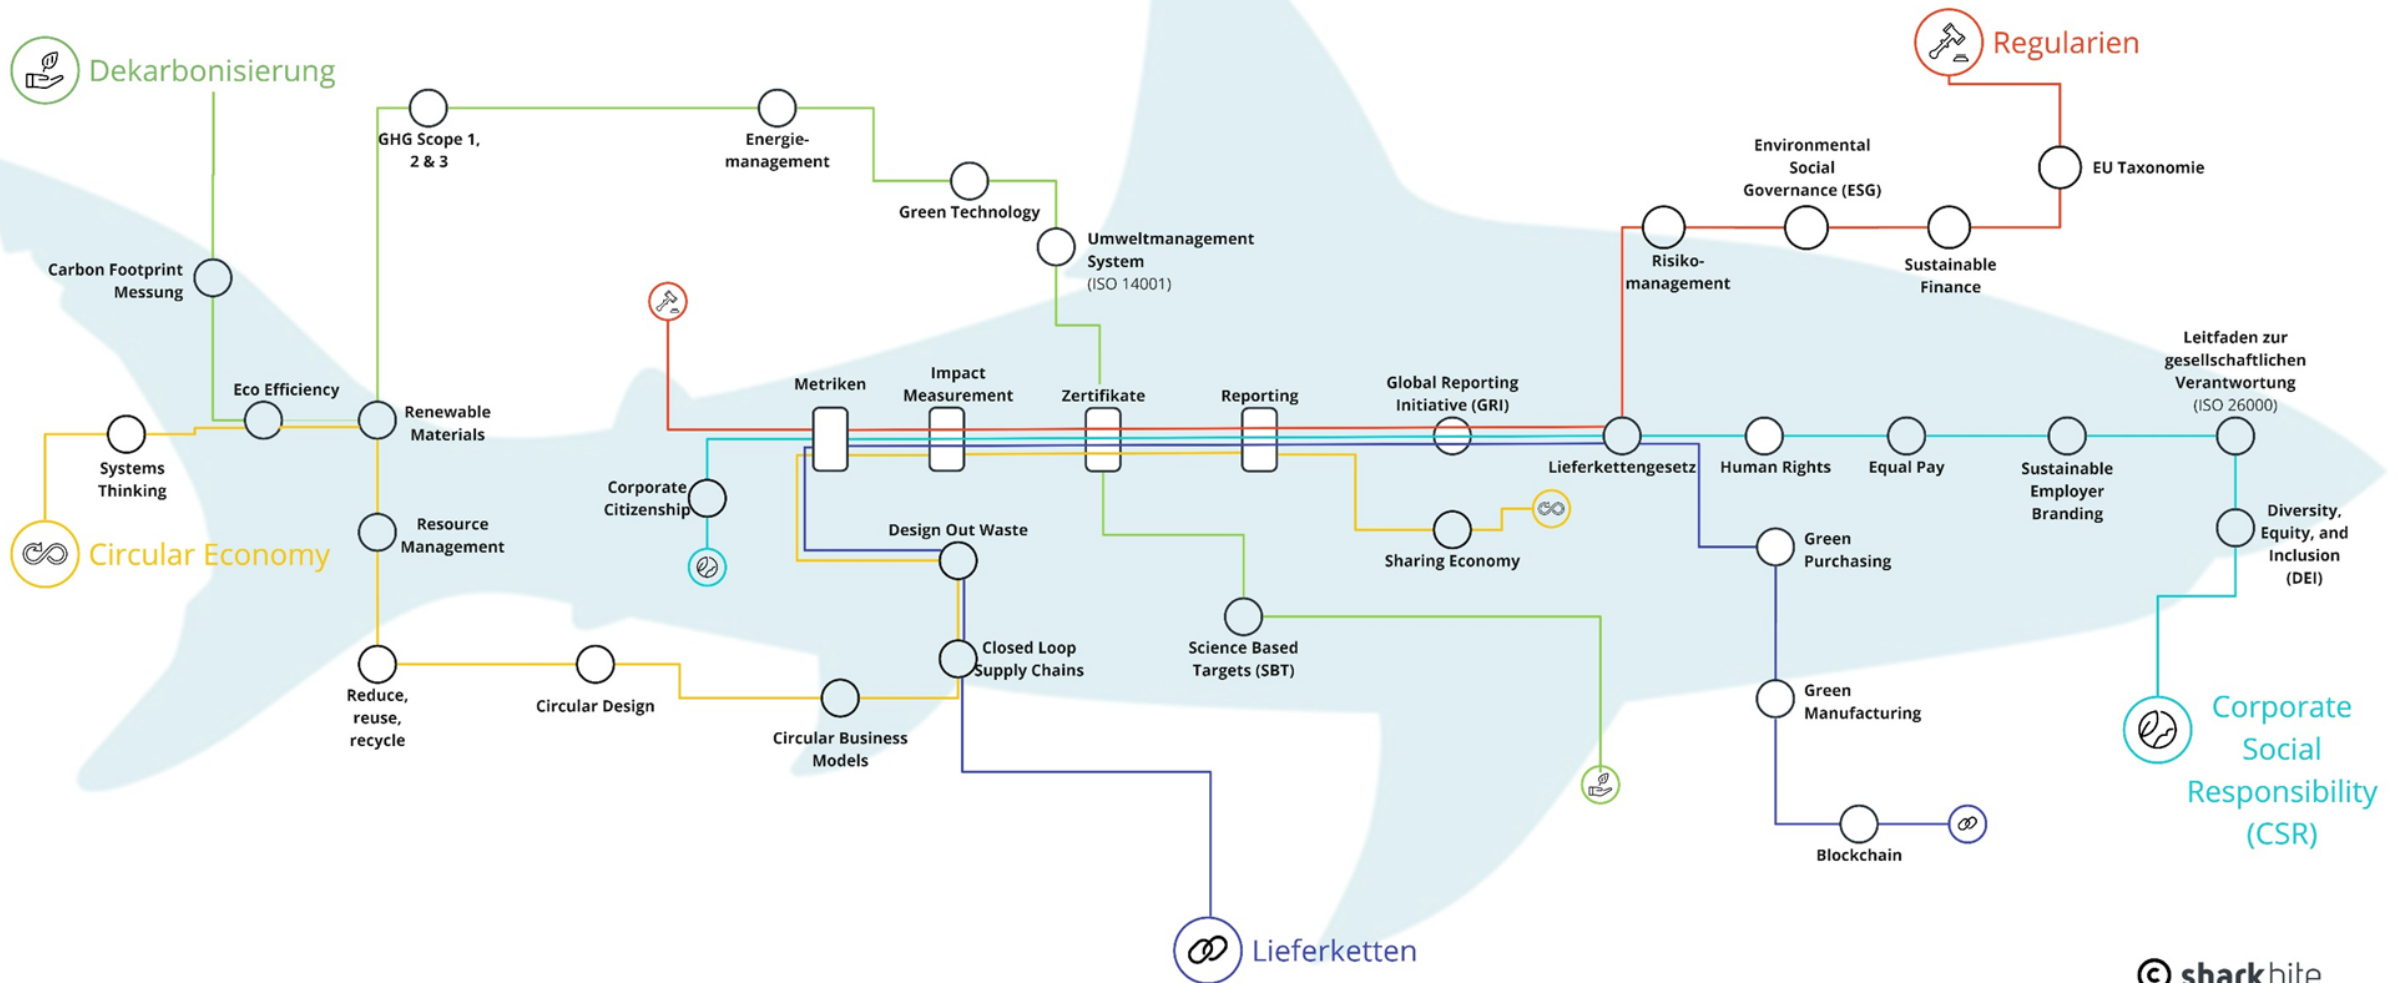 Dekarbonisierung
GHG Scope 1,
2 & 3
Energie-
management
Green Technology
Umweltmanagement
System
(ISO 14001)
Carbon Footprint
Messung
Eco Efficiency
Renewable
Materials
Systems
Thinking
Circular Economy
Resource
Management
Reduce,
reuse,
recycle
Circular Design
Circular Business
Models
Corporate
Citizenship
Metriken
Impact
Measurement
Zertifikate
Reporting
Global Reporting
Initiative (GRI)
Design Out Waste
Closed Loop
Supply Chains
Science Based
Targets (SBT)
Sharing Economy
Lieferketten
Regularien
EU Taxonomie
Environmental
Social
Governance (ESG)
Sustainable
Finance
Risiko-
management
Lieferkettengesetz
Human Rights
Equal Pay
Sustainable
Employer
Branding
Leitfaden zur
gesellschaftlichen
Verantwortung
(ISO 26000)
Diversity,
Equity, and
Inclusion
(DEI)
Green
Purchasing
Green
Manufacturing
Blockchain
Corporate
Social
Responsibility
(CSR)
© sharkbite